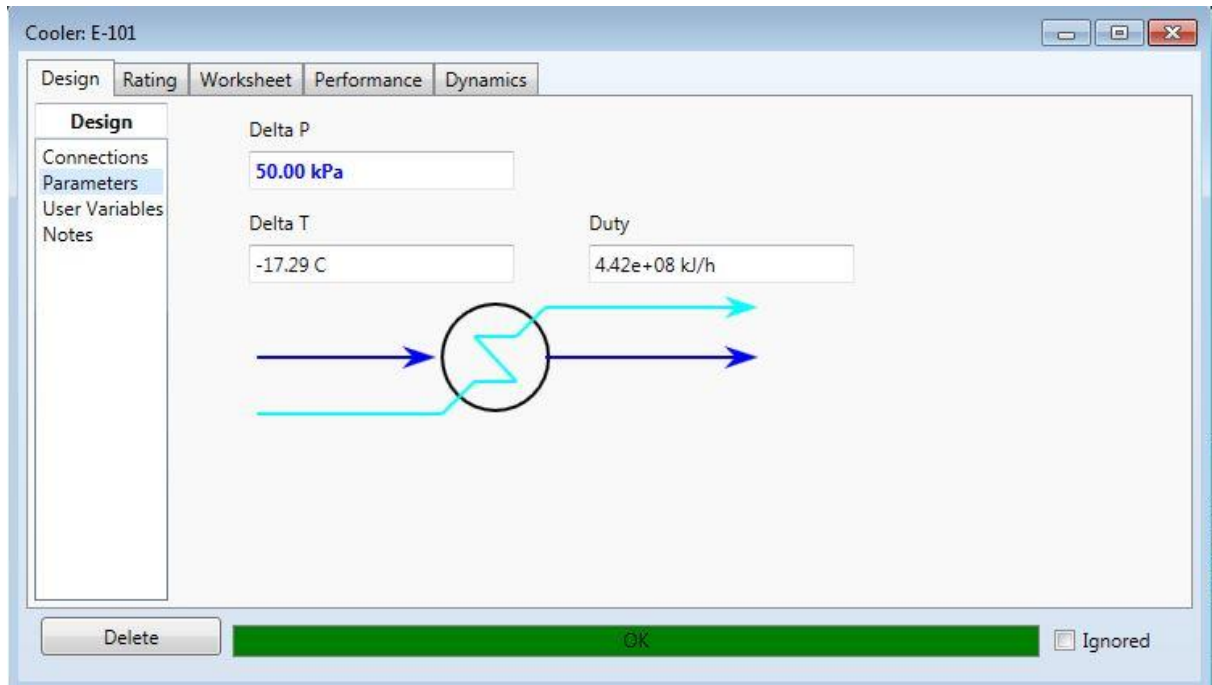 Cooler: E-101
Design Rating Worksheet Performance Dynamics
Design
Connections
Parameters
User Variables
Notes
Delta P
50.00 kPa
Delta T
-17.29 C
Duty
4.42e+08 kJ/h
Delete
OK
Ignored